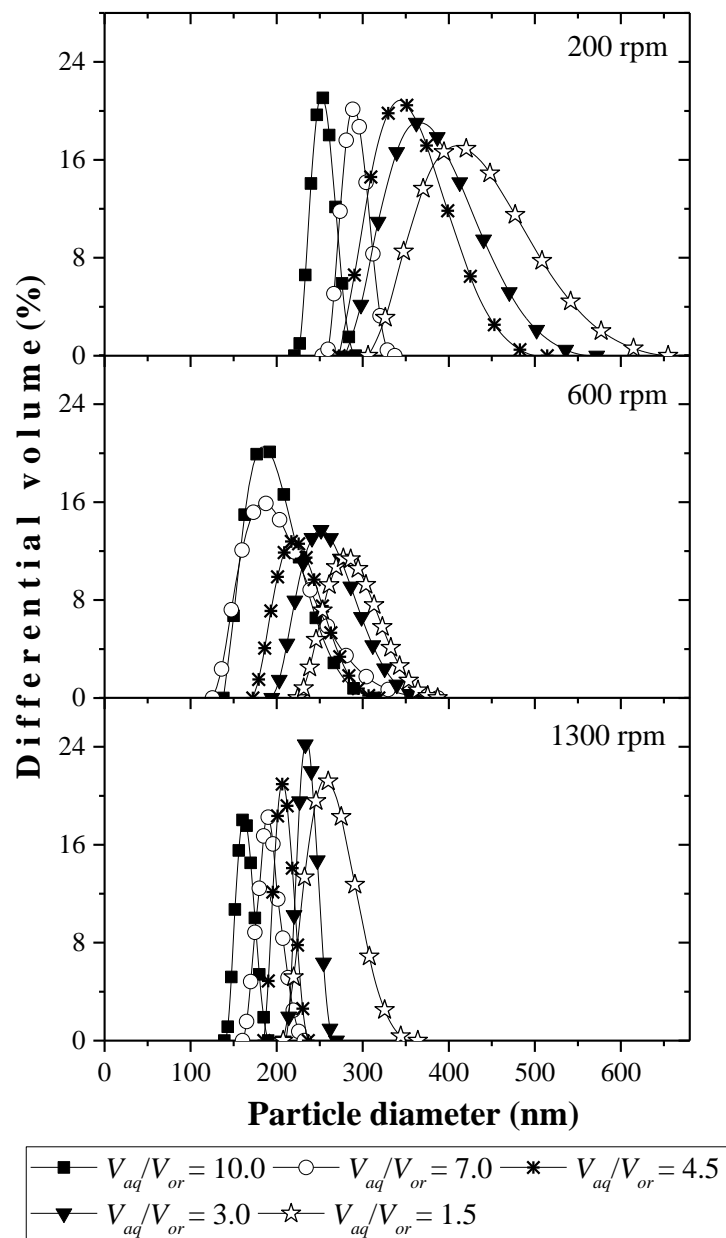 200 rpm
24
16
8
0
600 rpm
24
16
8
0
1300 rpm
24
16
8
0
Differential volume (%)
0 100 200 300 400 500 600
Particle diameter (nm)
Vaq/Vor = 10.0 Vaq/Vor = 7.0 Vaq/Vor = 4.5
Vaq/Vor = 3.0 Vaq/Vor = 1.5